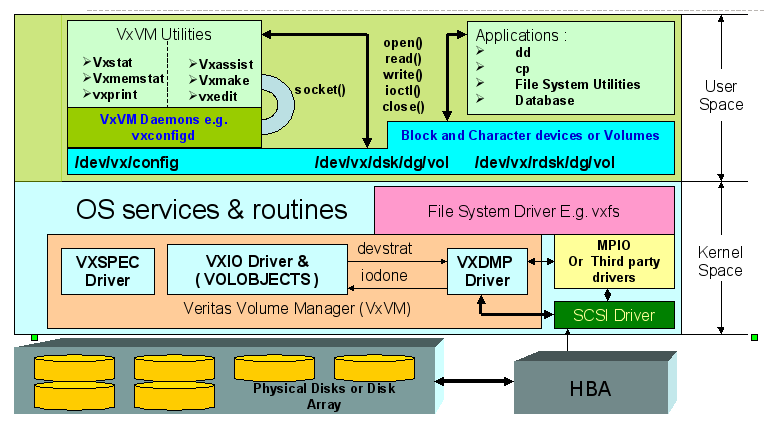 VxVM Utilities
Vxstat
Vxmemstat
vxprint
Vxassist
Vxmake
vxedit
socket()
VxVM Daemons e.g.
vxconfigd
open()
read()
write()
ioctl()
close()
Applications :
dd
cp
File System Utilities
Database
Block and Character devices or Volumes
/dev/vx/config
/dev/vx/dsk/dg/vol
/dev/vx/rdsk/dg/vol
User
Space
OS services & routines
File System Driver E.g. vxfs
VXSPEC
Driver
VXIO Driver &
( VOLOBJECTS )
devstrat
iodone
VXDMP
Driver
MPIO
Or Third party
drivers
Veritas Volume Manager (VxVM)
SCSI Driver
Kernel
Space
Physical Disks or Disk
Array
HBA